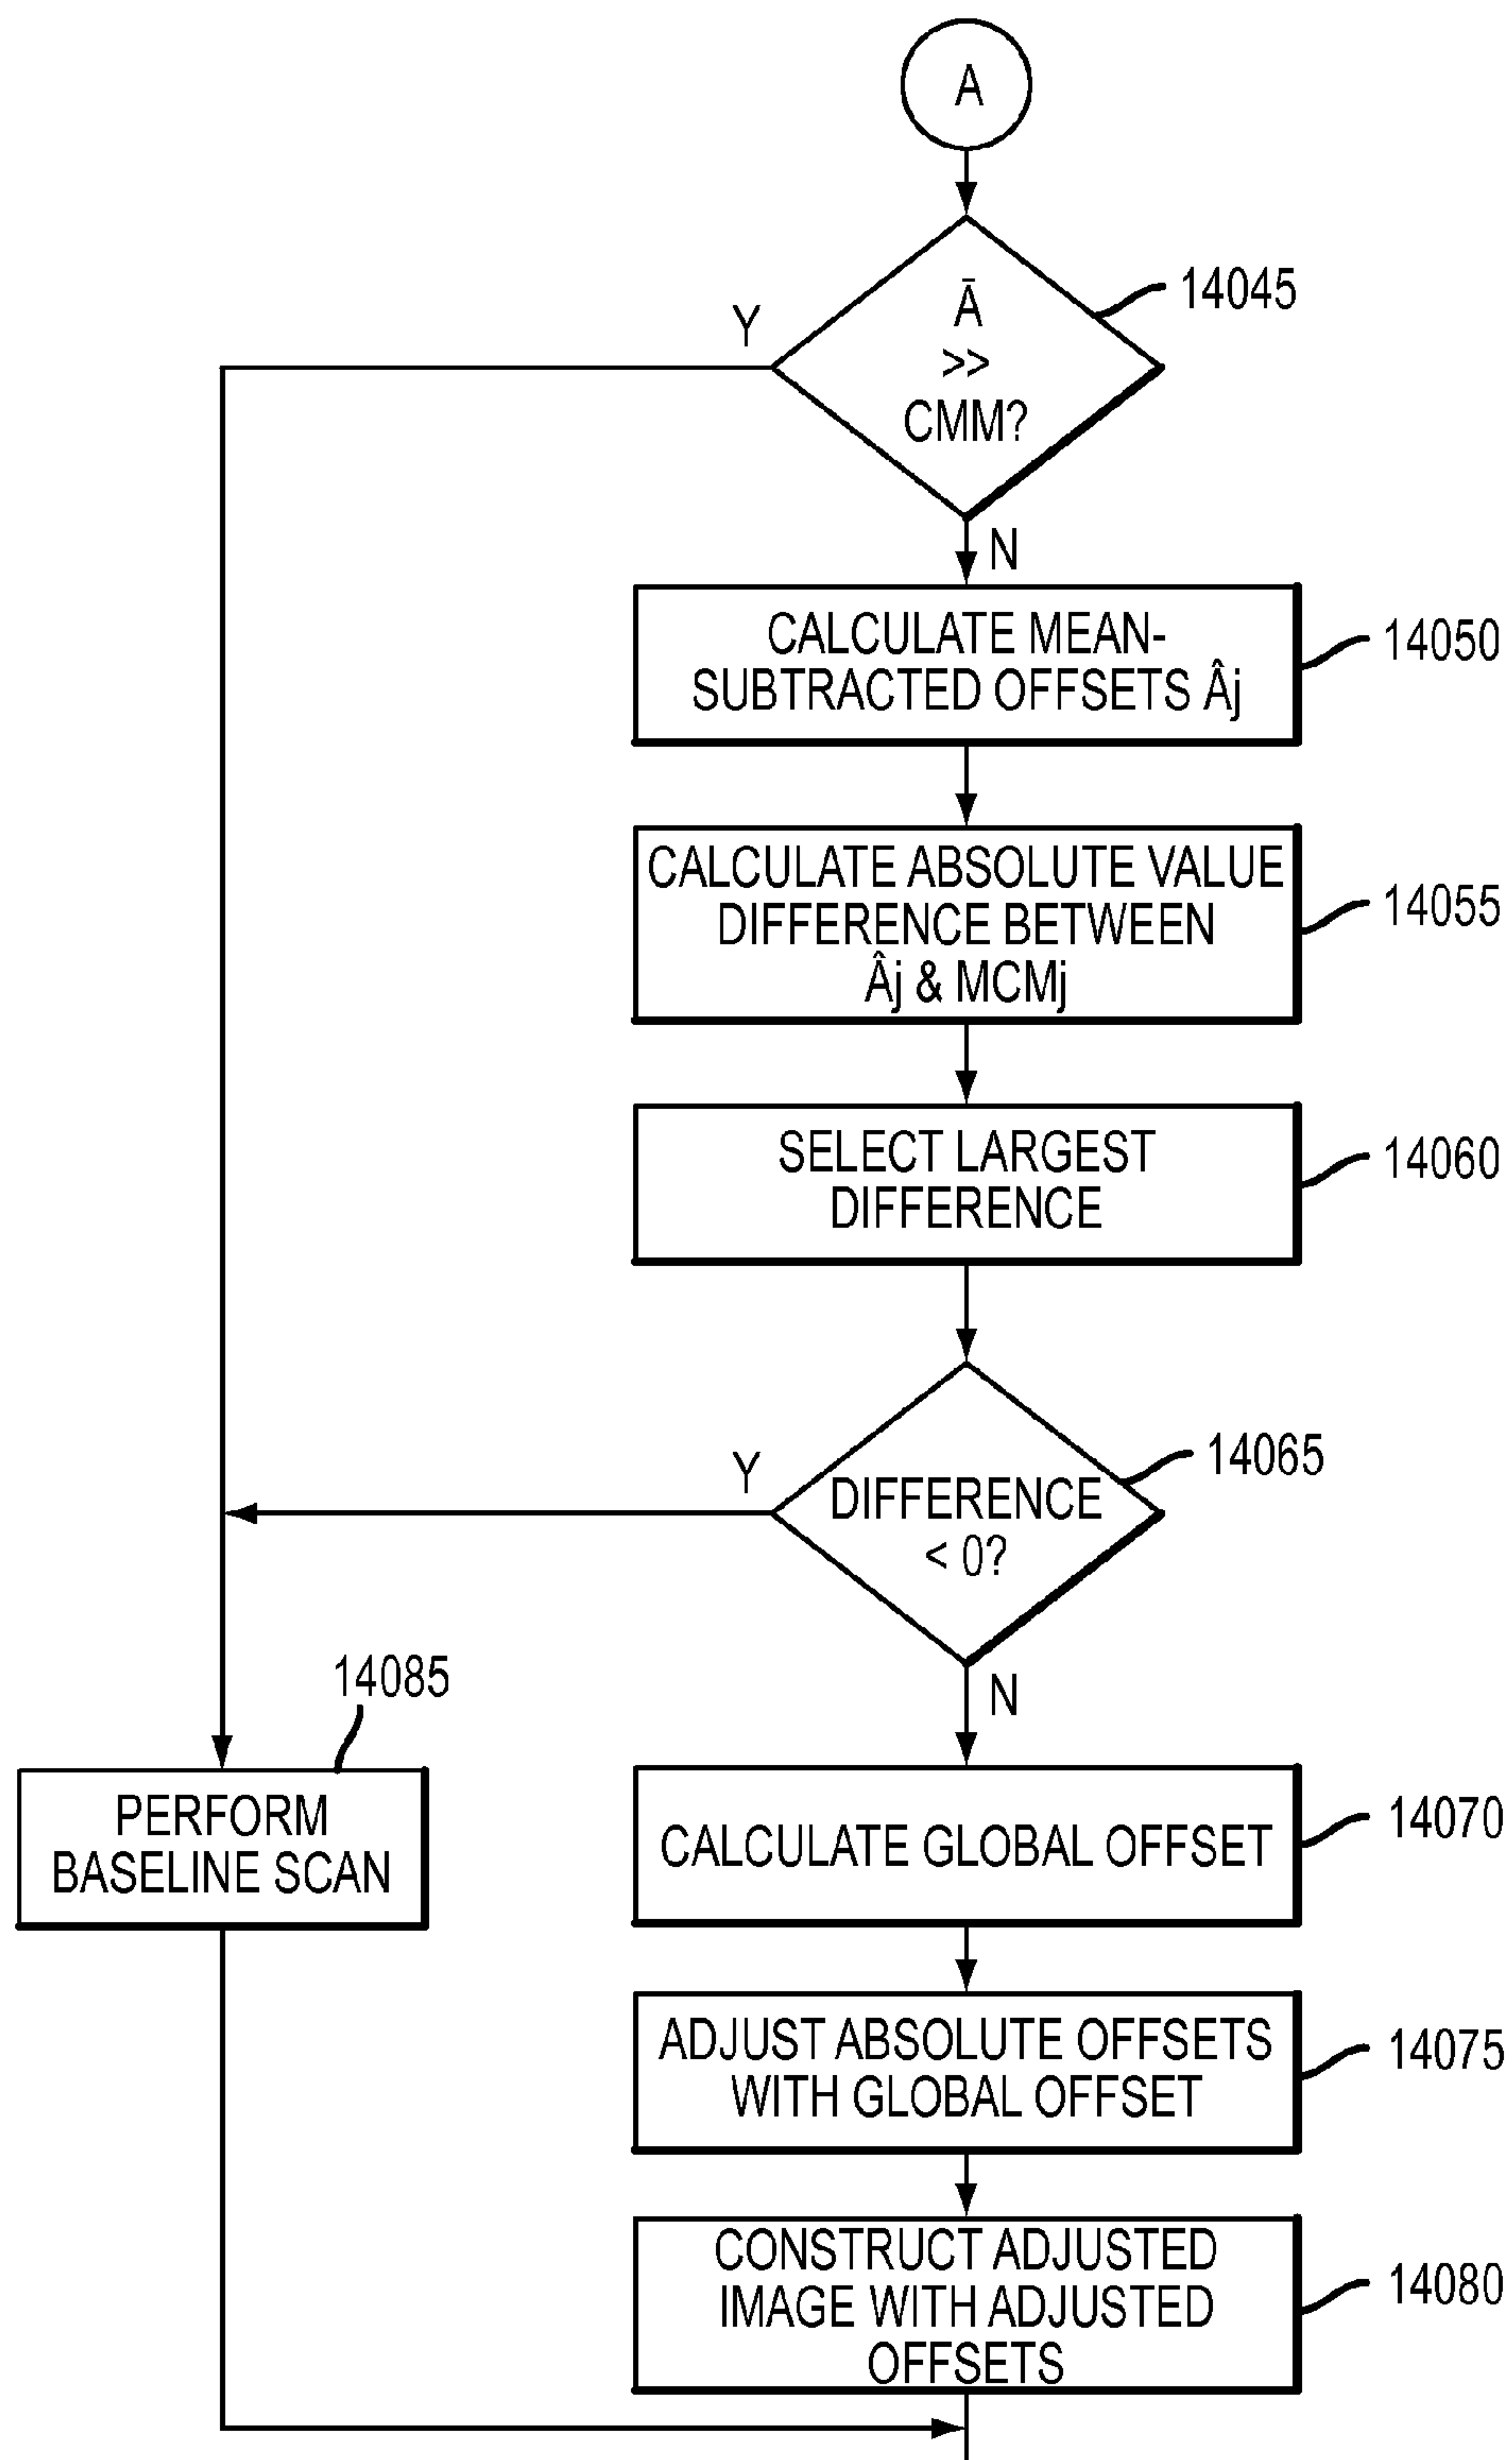 A
Ā
>>
CMM?
14045
Y
N
CALCULATE MEAN-
SUBTRACTED OFFSETS Âj
14050
CALCULATE ABSOLUTE VALUE
DIFFERENCE BETWEEN
Âj & MCMj
14055
SELECT LARGEST
DIFFERENCE
14060
DIFFERENCE
< 0?
14065
Y
N
14085
PERFORM
BASELINE SCAN
CALCULATE GLOBAL OFFSET
14070
ADJUST ABSOLUTE OFFSETS
WITH GLOBAL OFFSET
14075
CONSTRUCT ADJUSTED
IMAGE WITH ADJUSTED
OFFSETS
14080